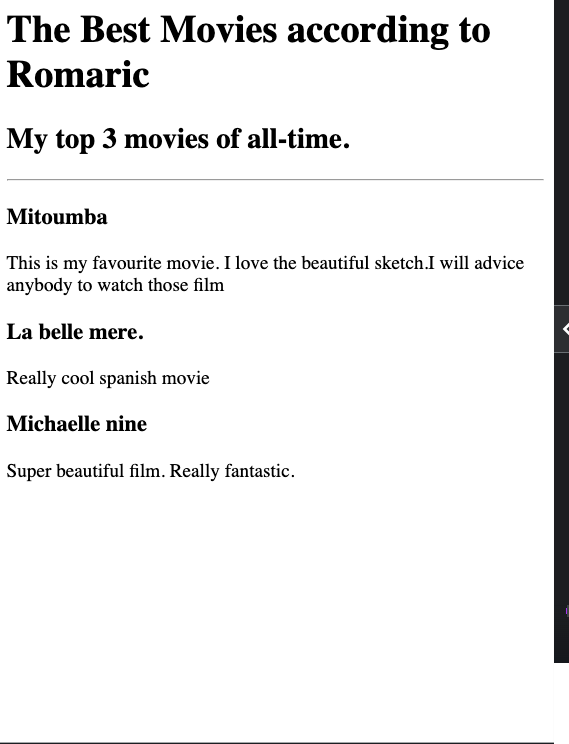 The Best Movies according to
Romaric
My top 3 movies of all-time.
Mitoumba
This is my favourite movie. I love the beautiful sketch.I will advice
anybody to watch those film
La belle mere.
Really cool spanish movie
Michaelle nine
Super beautiful film. Really fantastic.